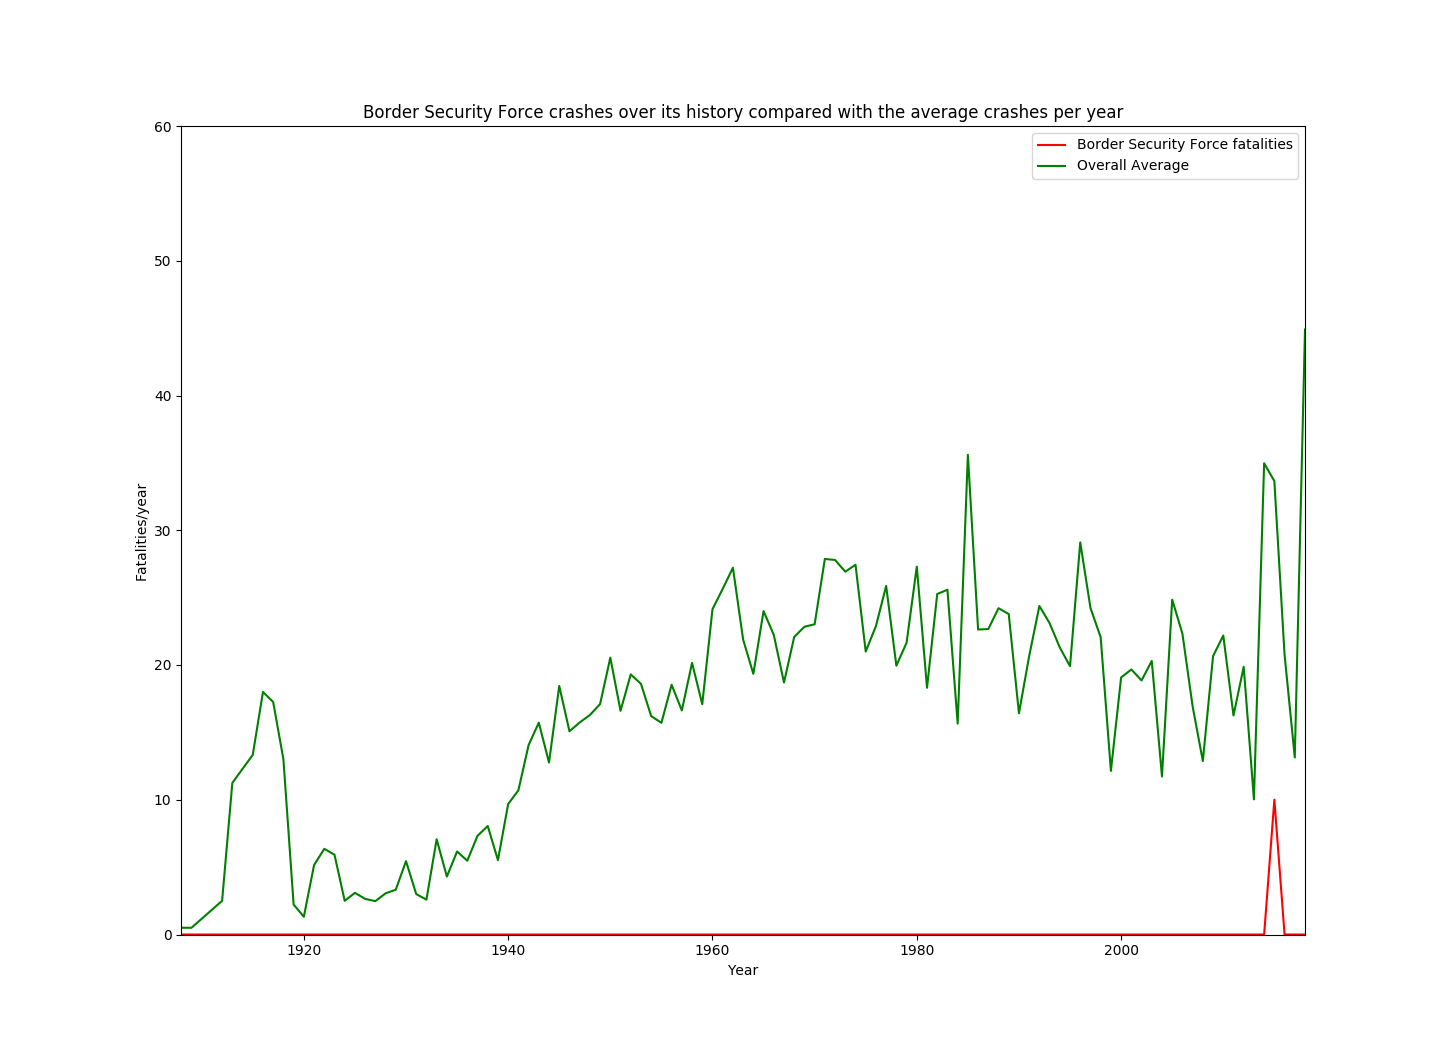 Border Security Force crashes over its history compared with the average crashes per year
Border Security Force fatalities
Overall Average
60
50
40
30
20
10
0
Fatalities/year
1920
1940
1960
1980
2000
Year